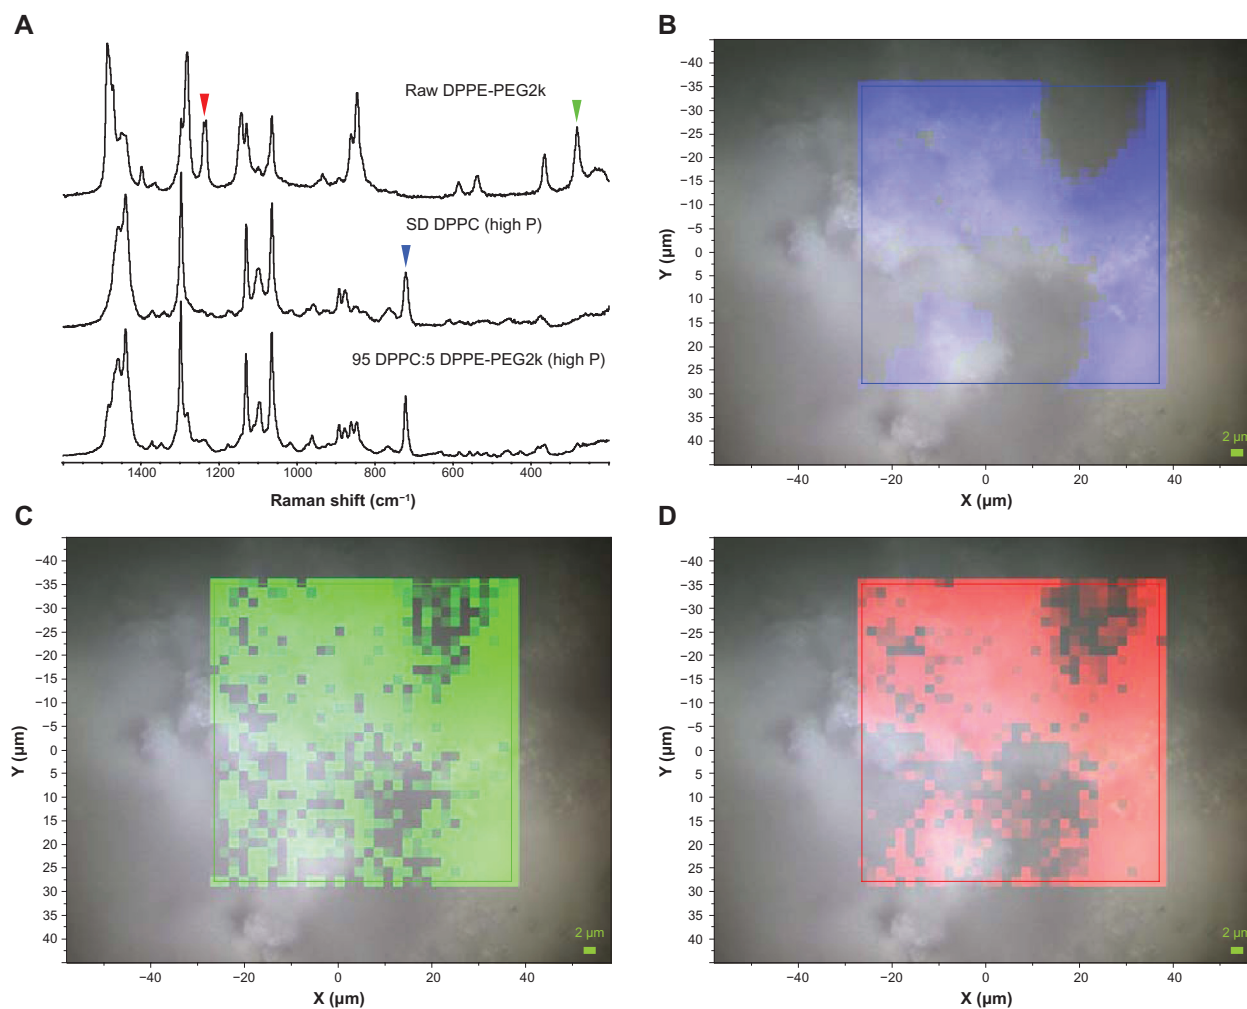 A
Raw DPPE-PEG2k
SD DPPC (high P)
95 DPPC:5 DPPE-PEG2k (high P)
1400 1200 1000 800 600 400
Raman shift (cm⁻¹)
B
−40
−35
−30
−25
−20
−15
−10
−5
0
5
10
15
20
25
30
35
40
Y (µm)
2 µm
−40 −20 0 20 40
X (µm)
C
−40
−35
−30
−25
−20
−15
−10
−5
0
5
10
15
20
25
30
35
40
Y (µm)
2 µm
−40 −20 0 20 40
X (µm)
D
−40
−35
−30
−25
−20
−15
−10
−5
0
5
10
15
20
25
30
35
40
Y (µm)
2 µm
−40 −20 0 20 40
X (µm)